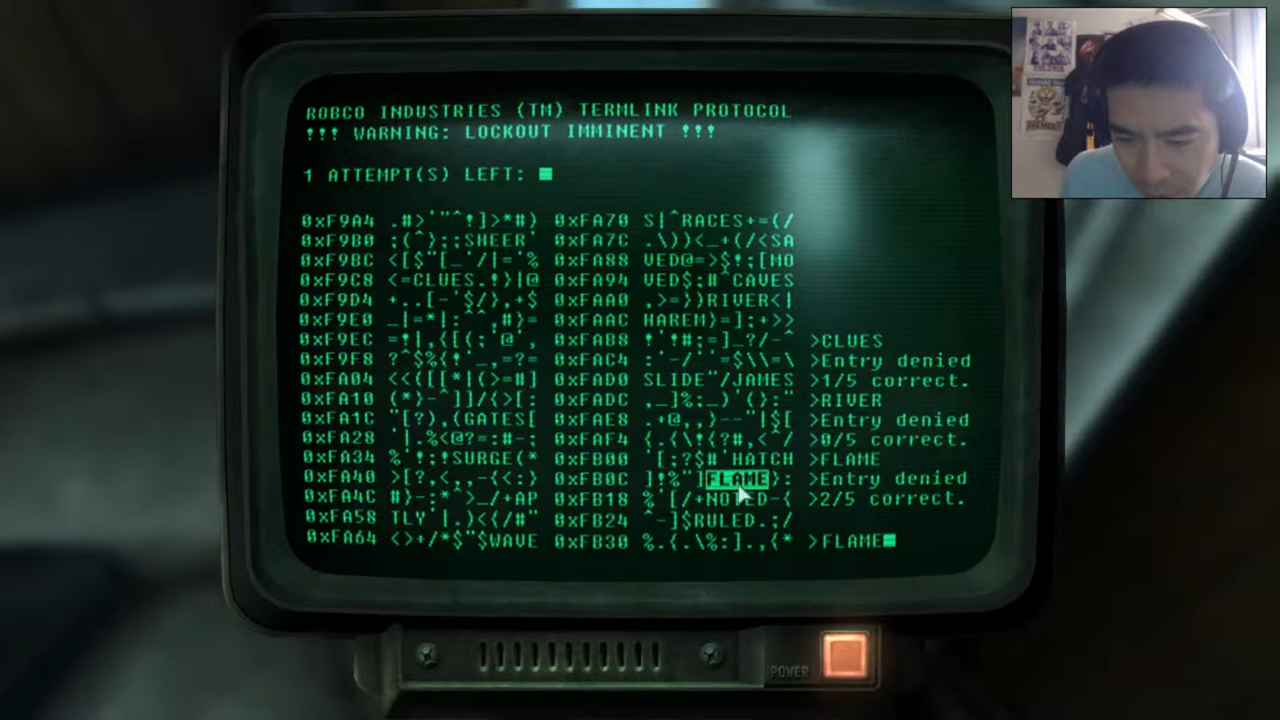 ROBCO INDUSTRIES (TM) TERMLINK PROTOCOL
!!! WARNING: LOCKOUT IMMINENT !!!
1 ATTEMPT(S) LEFT:
0xF9A4 .#>'"^!]>*#) 0xFA70 S|^RACES+=(/
0xF9B0 :(^};;SHEER' 0xFA7C .\))<_+(/<SA
0xF9BC <[$"[_'/|='% 0xFA88 VED@=>$!;[MO
0xF9C8 <=CLUES.!}|@ 0xFA94 VED$;#^CAVES
0xF9D4 +..[-'$/},+$ 0xFAA0 ,>=})RIVER<|
0xF9E0 _|=*|:^^,#}= 0xFAAC HAREM}=];+>>
0xF9EC =!|,{[(:'@', 0xFAB8 !'!#;=]_?/-^ >CLUES
0xF9F8 ?^$%{!'_,=?= 0xFAC4 :'-/``=$\\=\ >Entry denied
0xFA04 <<([[*|(>=#] 0xFAD0 SLIDE"/JAMES >1/5 correct.
0xFA10 (*}-^]]/{>[: 0xFADC ,_]%:_)'(}:" >RIVER
0xFA1C "[?),(GATES[ 0xFAE8 .+@,,}--"|$[ >Entry denied
0xFA28 '|.%<@?=:#-; 0xFAF4 {.(\!{?#,<^/ >0/5 correct.
0xFA34 %'!;!SURGE(* 0xFB00 '[;?$#'HATCH >FLAME
0xFA40 >[?,<,,-{<:) 0xFB0C ]!%"]FLAME}: >Entry denied
0xFA4C #}-:*^>_/+AP 0xFB18 %'[/+NOTED-{ >2/5 correct.
0xFA58 TLY'|.)<{/#" 0xFB24 ^-]$RULED.;/
0xFA64 <>+/*$"$WAVE 0xFB30 %.{.\%:].,{* >FLAME
POWER